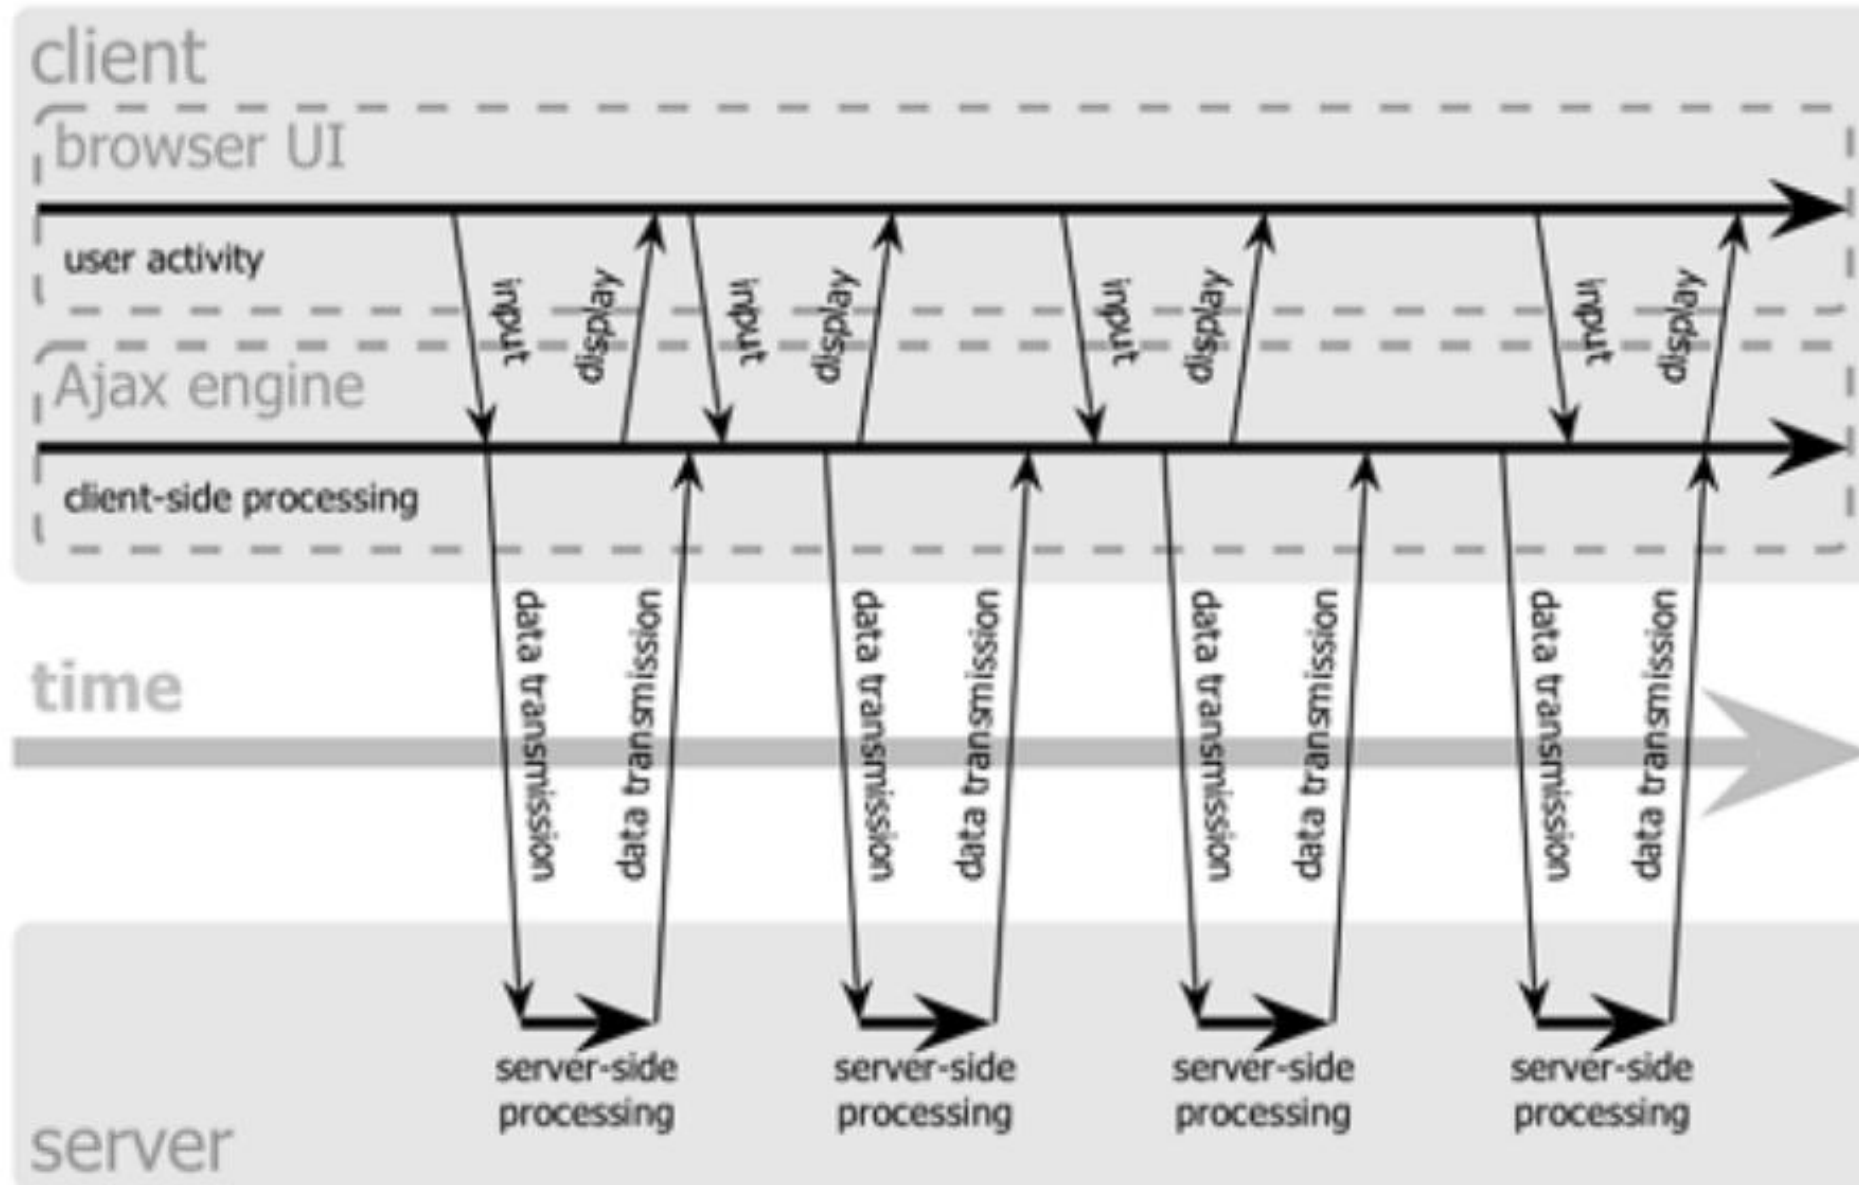 client
browser UI
user activity
input
display
input
display
input
display
input
display
Ajax engine
client-side processing
data transmission
data transmission
data transmission
data transmission
data transmission
data transmission
data transmission
data transmission
time
server-side
processing
server-side
processing
server-side
processing
server-side
processing
server